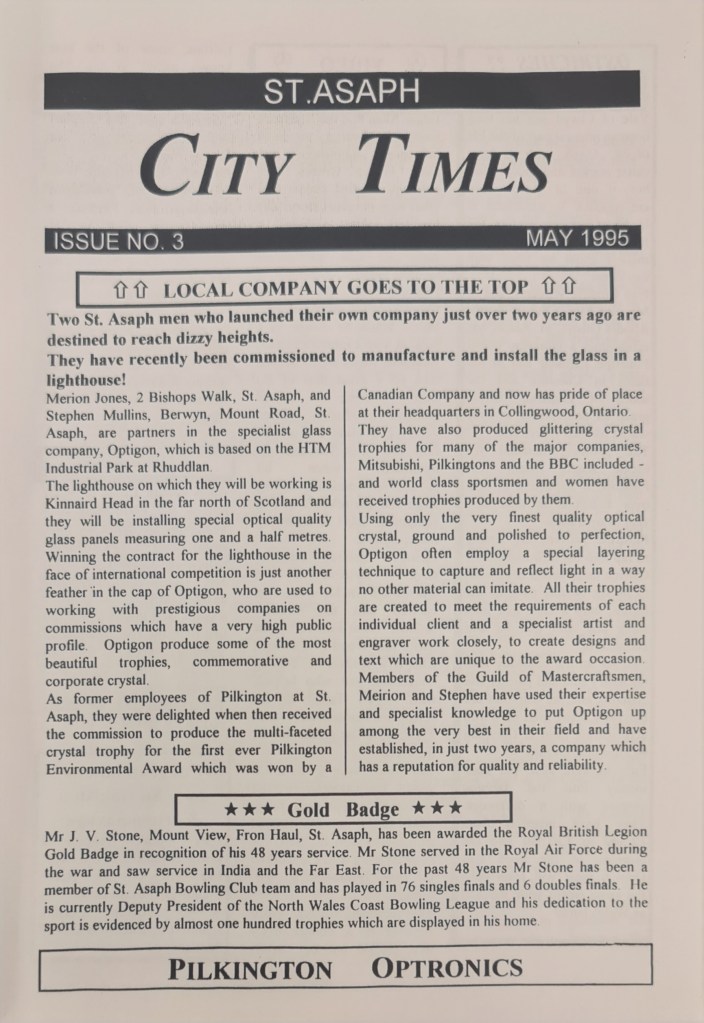 ST.ASAPH
CITY TIMES
ISSUE NO. 3 MAY 1995
⇧⇧ LOCAL COMPANY GOES TO THE TOP ⇧⇧
Two St. Asaph men who launched their own company just over two years ago are
destined to reach dizzy heights.
They have recently been commissioned to manufacture and install the glass in a
lighthouse!
Merion Jones, 2 Bishops Walk, St. Asaph, and
Stephen Mullins, Berwyn, Mount Road, St.
Asaph, are partners in the specialist glass
company, Optigon, which is based on the HTM
Industrial Park at Rhuddlan.
The lighthouse on which they will be working is
Kinnaird Head in the far north of Scotland and
they will be installing special optical quality
glass panels measuring one and a half metres.
Winning the contract for the lighthouse in the
face of international competition is just another
feather in the cap of Optigon, who are used to
working with prestigious companies on
commissions which have a very high public
profile. Optigon produce some of the most
beautiful trophies, commemorative and
corporate crystal.
As former employees of Pilkington at St.
Asaph, they were delighted when then received
the commission to produce the multi-faceted
crystal trophy for the first ever Pilkington
Environmental Award which was won by a
Canadian Company and now has pride of place
at their headquarters in Collingwood, Ontario.
They have also produced glittering crystal
trophies for many of the major companies,
Mitsubishi, Pilkingtons and the BBC included -
and world class sportsmen and women have
received trophies produced by them.
Using only the very finest quality optical
crystal, ground and polished to perfection,
Optigon often employ a special layering
technique to capture and reflect light in a way
no other material can imitate. All their trophies
are created to meet the requirements of each
individual client and a specialist artist and
engraver work closely, to create designs and
text which are unique to the award occasion.
Members of the Guild of Mastercraftsmen,
Meirion and Stephen have used their expertise
and specialist knowledge to put Optigon up
among the very best in their field and have
established, in just two years, a company which
has a reputation for quality and reliability.
★★★ Gold Badge ★★★
Mr J. V. Stone, Mount View, Fron Haul, St. Asaph, has been awarded the Royal British Legion
Gold Badge in recognition of his 48 years service. Mr Stone served in the Royal Air Force during
the war and saw service in India and the Far East. For the past 48 years Mr Stone has been a
member of St. Asaph Bowling Club team and has played in 76 singles finals and 6 doubles finals. He
is currently Deputy President of the North Wales Coast Bowling League and his dedication to the
sport is evidenced by almost one hundred trophies which are displayed in his home.
PILKINGTON OPTRONICS